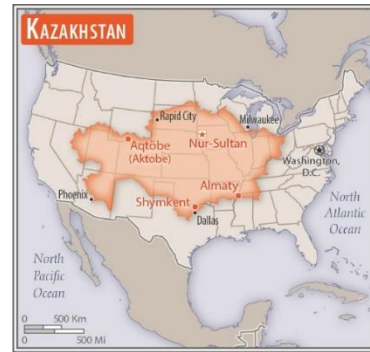 KAZAKHSTAN
Rapid City
Milwaukee
Aqtöbe
(Aktobe)
Nur-Sultan
Washington,
D.C.
Almaty
Phoenix
Shymkent
Dallas
North
Atlantic
Ocean
North
Pacific
Ocean
0 500 Km
0 500 Mi